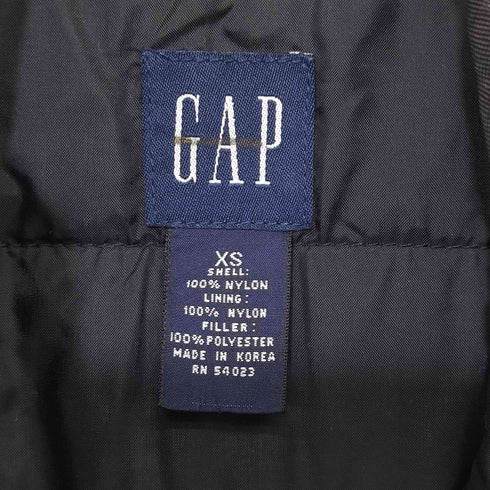 GAP
XS
SHELL:
100% NYLON
LINING:
100% NYLON
FILLER:
100% POLYESTER
MADE IN KOREA
RN 54023